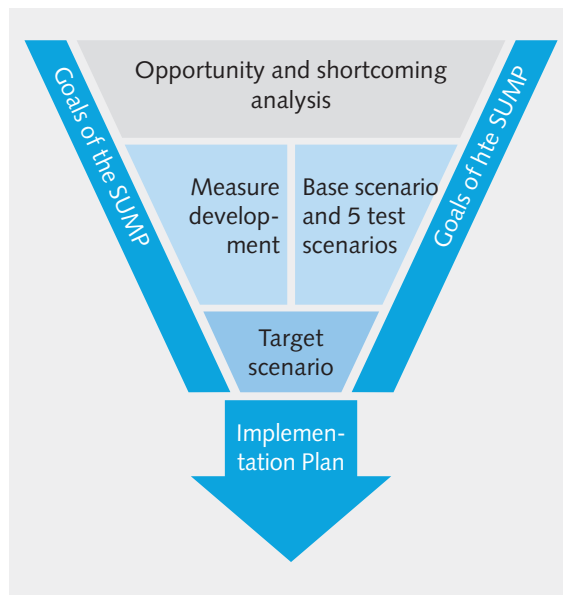 Goals of the SUMP
Opportunity and shortcoming
analysis
Goals of hte SUMP
Measure
develop-
ment
Base scenario
and 5 test
scenarios
Target
scenario
Implemen-
tation Plan